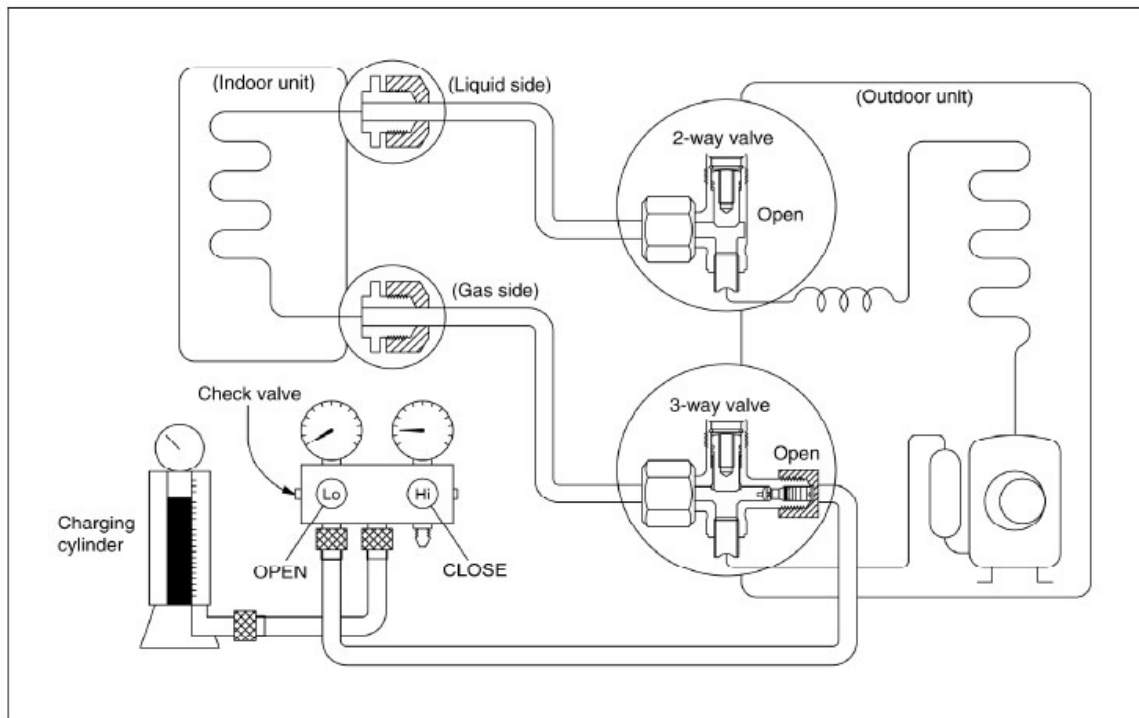 (Indoor unit)
(Liquid side)
(Outdoor unit)
2-way valve
Open
(Gas side)
Check valve
3-way valve
Open
Lo
Hi
Charging
cylinder
OPEN
CLOSE